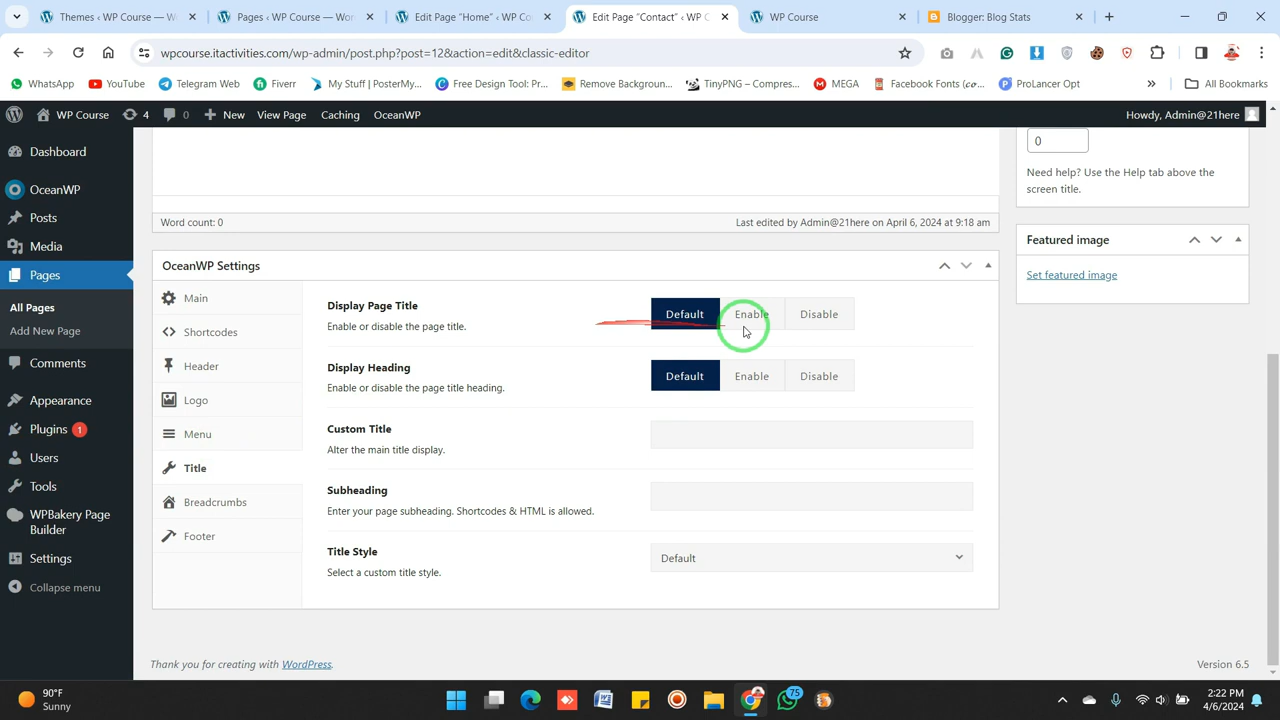 Themes ‹ WP Course — Wor
Pages ‹ WP Course — WordP
Edit Page "Home" ‹ WP Co
Edit Page "Contact" ‹ WP C
WP Course
Blogger: Blog Stats
wpcourse.itactivities.com/wp-admin/post.php?post=12&action=edit&classic-editor
WhatsApp
YouTube
Telegram Web
Fiverr
My Stuff | PosterMy...
Free Design Tool: Pr...
Remove Background...
TinyPNG – Compres...
MEGA
Facebook Fonts (𝓬𝓸...
ProLancer Opt
All Bookmarks
WP Course
4
0
New
View Page
Caching
OceanWP
Howdy, Admin@21here
Dashboard
OceanWP
Posts
Media
Pages
All Pages
Add New Page
Comments
Appearance
Plugins 1
Users
Tools
WPBakery Page
Builder
Settings
Collapse menu
Word count: 0
Last edited by Admin@21here on April 6, 2024 at 9:18 am
OceanWP Settings
Main
Shortcodes
Header
Logo
Menu
Title
Breadcrumbs
Footer
Display Page Title
Enable or disable the page title.
Default
Enable
Disable
Display Heading
Enable or disable the page title heading.
Default
Enable
Disable
Custom Title
Alter the main title display.
Subheading
Enter your page subheading. Shortcodes & HTML is allowed.
Title Style
Select a custom title style.
Default
0
Need help? Use the Help tab above the
screen title.
Featured image
Set featured image
Thank you for creating with WordPress.
Version 6.5
90°F
Sunny
75
2:22 PM
4/6/2024